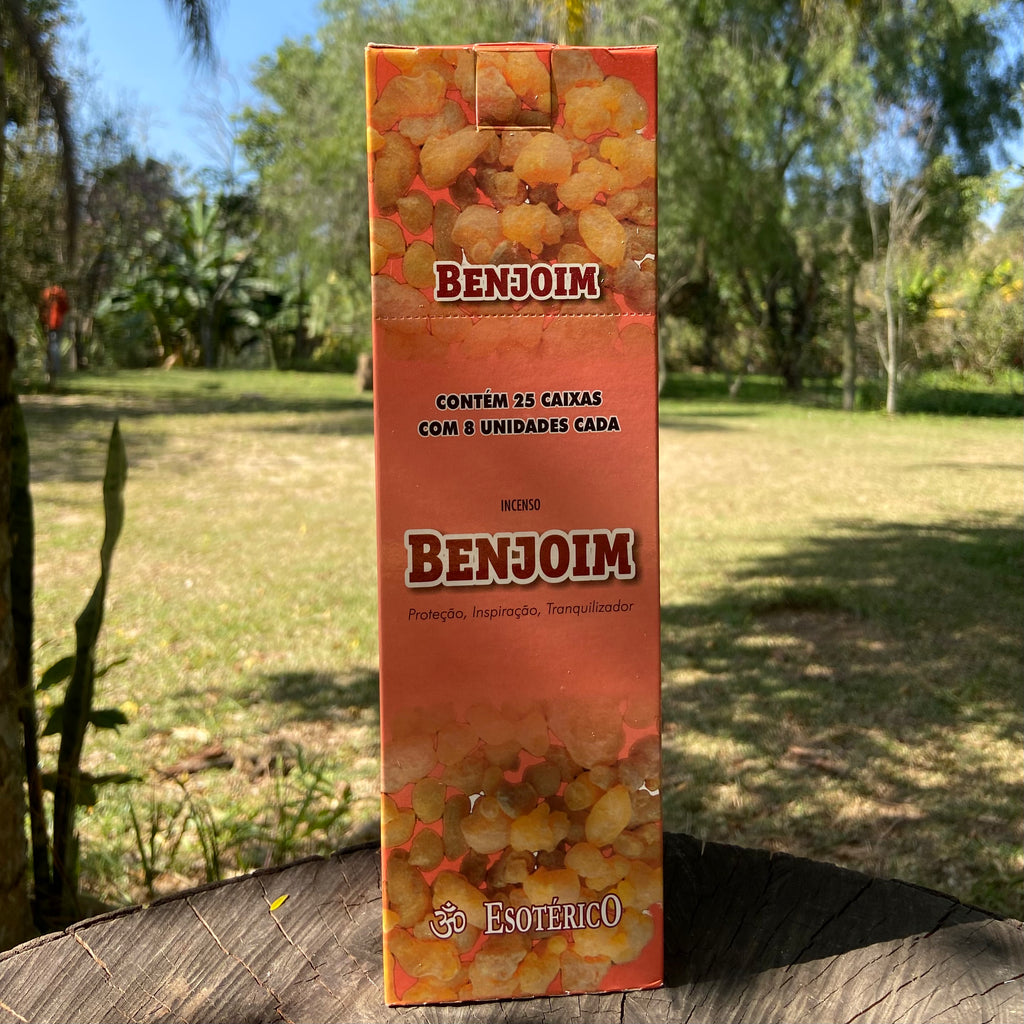 BENJOIM
CONTÉM 25 CAIXAS
COM 8 UNIDADES CADA
INCENSO
BENJOIM
Proteção, Inspiração, Tranquilizador
ॐ ESOTÉRICO